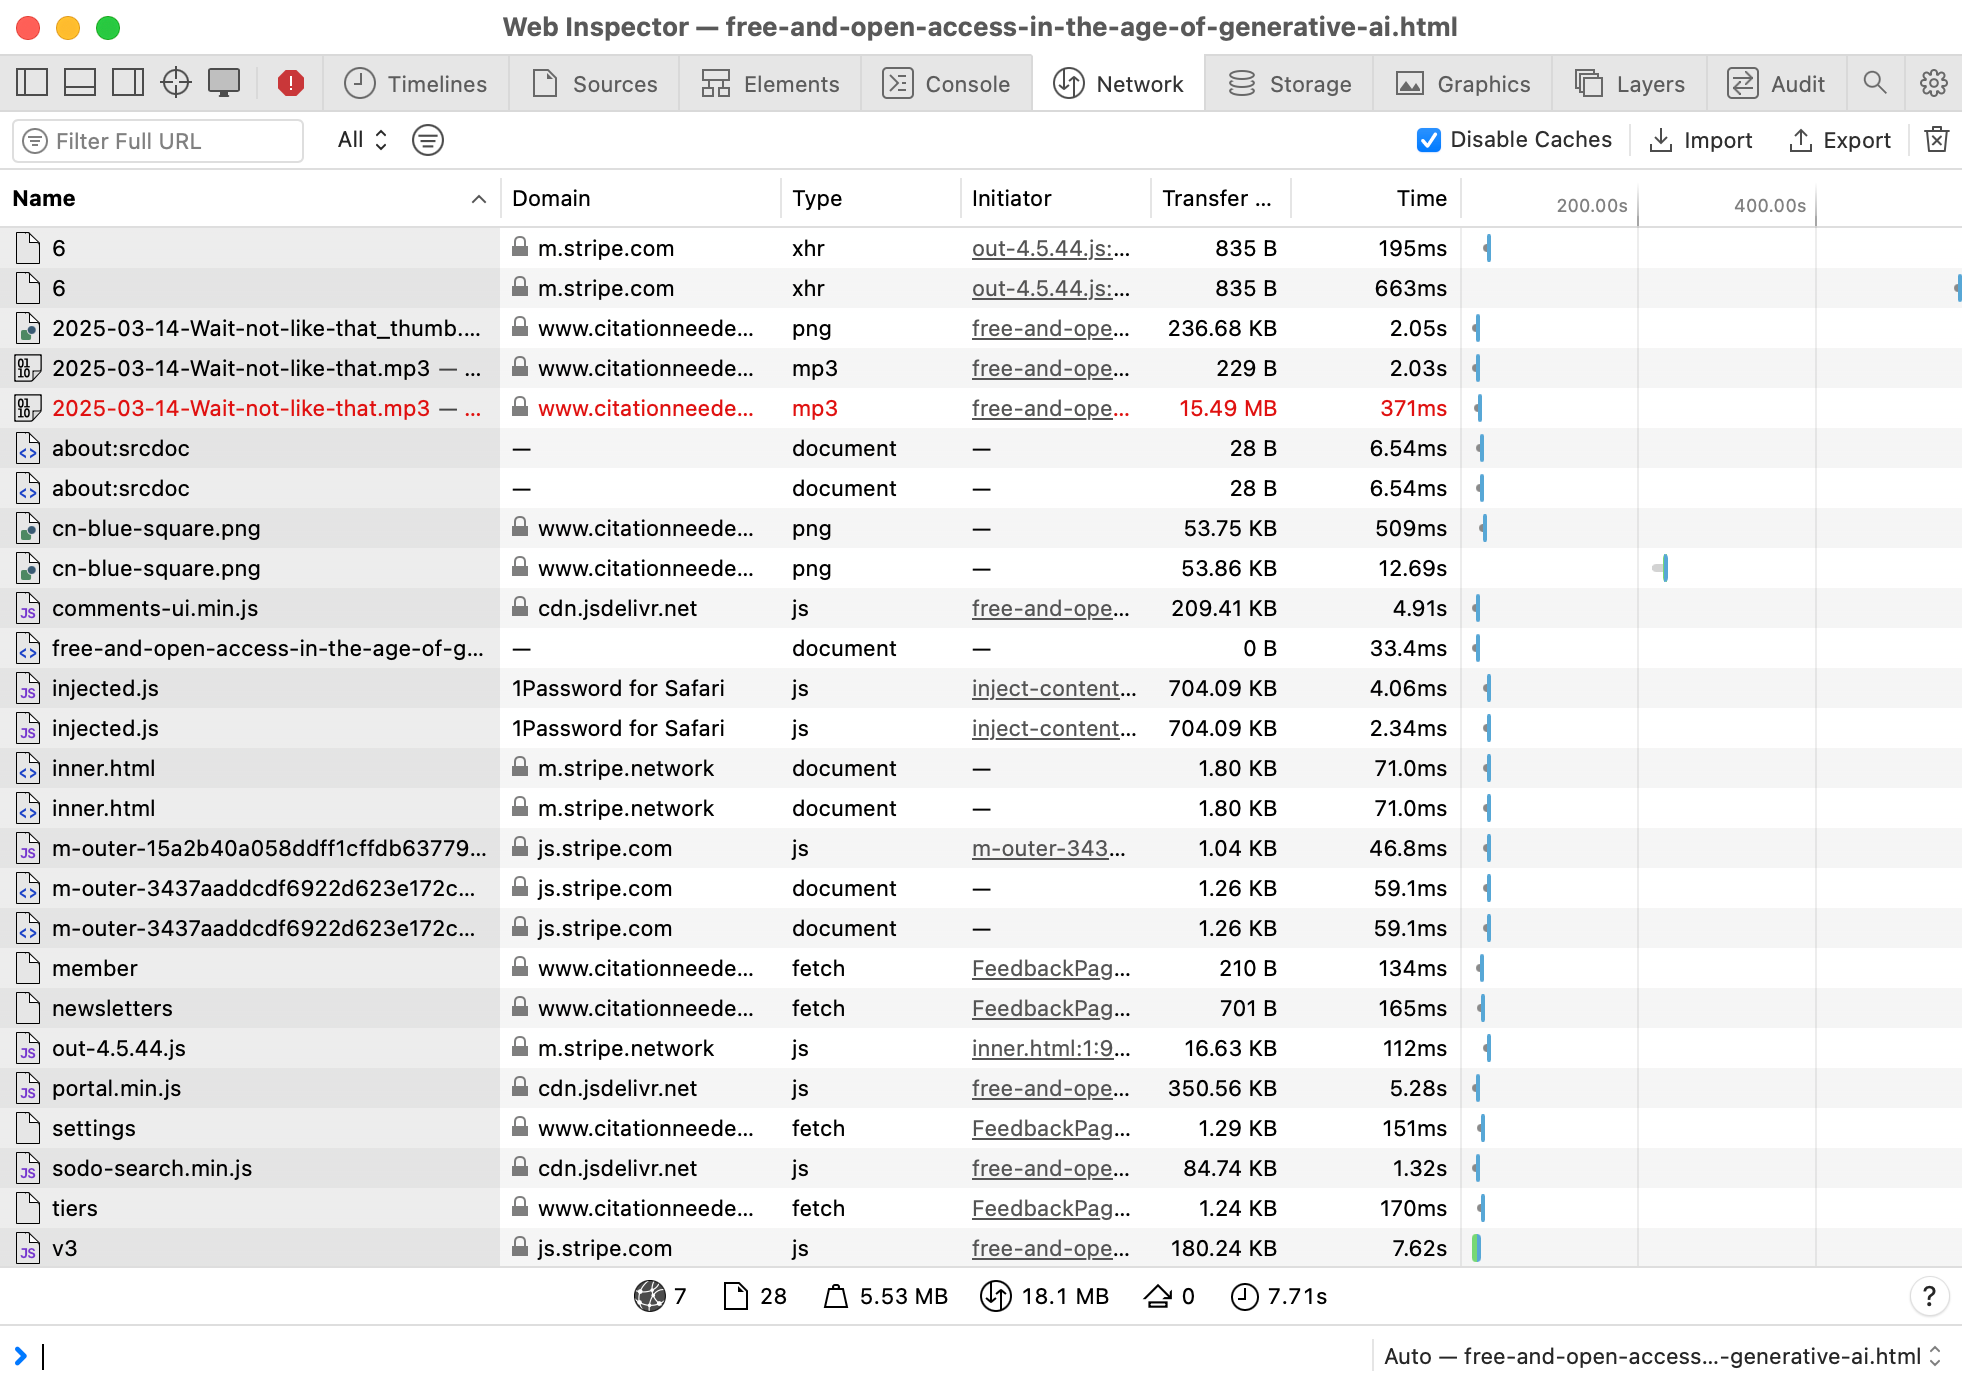 Web Inspector — free-and-open-access-in-the-age-of-generative-ai.html
Timelines Sources Elements Console Network Storage Graphics Layers Audit
Filter Full URL All Disable Caches Import Export
Name Domain Type Initiator Transfer ... Time 200.00s 400.00s
6 m.stripe.com xhr out-4.5.44.js:... 835 B 195ms
6 m.stripe.com xhr out-4.5.44.js:... 835 B 663ms
2025-03-14-Wait-not-like-that_thumb.... www.citationneede... png free-and-ope... 236.68 KB 2.05s
2025-03-14-Wait-not-like-that.mp3 — ... www.citationneede... mp3 free-and-ope... 229 B 2.03s
2025-03-14-Wait-not-like-that.mp3 — ... www.citationneede... mp3 free-and-ope... 15.49 MB 371ms
about:srcdoc — document — 28 B 6.54ms
about:srcdoc — document — 28 B 6.54ms
cn-blue-square.png www.citationneede... png — 53.75 KB 509ms
cn-blue-square.png www.citationneede... png — 53.86 KB 12.69s
comments-ui.min.js cdn.jsdelivr.net js free-and-ope... 209.41 KB 4.91s
free-and-open-access-in-the-age-of-g... — document — 0 B 33.4ms
injected.js 1Password for Safari js inject-content... 704.09 KB 4.06ms
injected.js 1Password for Safari js inject-content... 704.09 KB 2.34ms
inner.html m.stripe.network document — 1.80 KB 71.0ms
inner.html m.stripe.network document — 1.80 KB 71.0ms
m-outer-15a2b40a058ddff1cffdb63779... js.stripe.com js m-outer-343... 1.04 KB 46.8ms
m-outer-3437aaddcdf6922d623e172c... js.stripe.com document — 1.26 KB 59.1ms
m-outer-3437aaddcdf6922d623e172c... js.stripe.com document — 1.26 KB 59.1ms
member www.citationneede... fetch FeedbackPag... 210 B 134ms
newsletters www.citationneede... fetch FeedbackPag... 701 B 165ms
out-4.5.44.js m.stripe.network js inner.html:1:9... 16.63 KB 112ms
portal.min.js cdn.jsdelivr.net js free-and-ope... 350.56 KB 5.28s
settings www.citationneede... fetch FeedbackPag... 1.29 KB 151ms
sodo-search.min.js cdn.jsdelivr.net js free-and-ope... 84.74 KB 1.32s
tiers www.citationneede... fetch FeedbackPag... 1.24 KB 170ms
v3 js.stripe.com js free-and-ope... 180.24 KB 7.62s
7 28 5.53 MB 18.1 MB 0 7.71s ?
Auto — free-and-open-access...-generative-ai.html